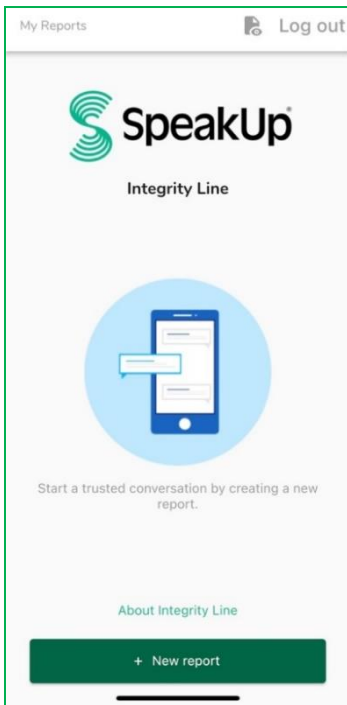 My Reports
Log out
SpeakUp®
Integrity Line
Start a trusted conversation by creating a new
report.
About Integrity Line
+ New report